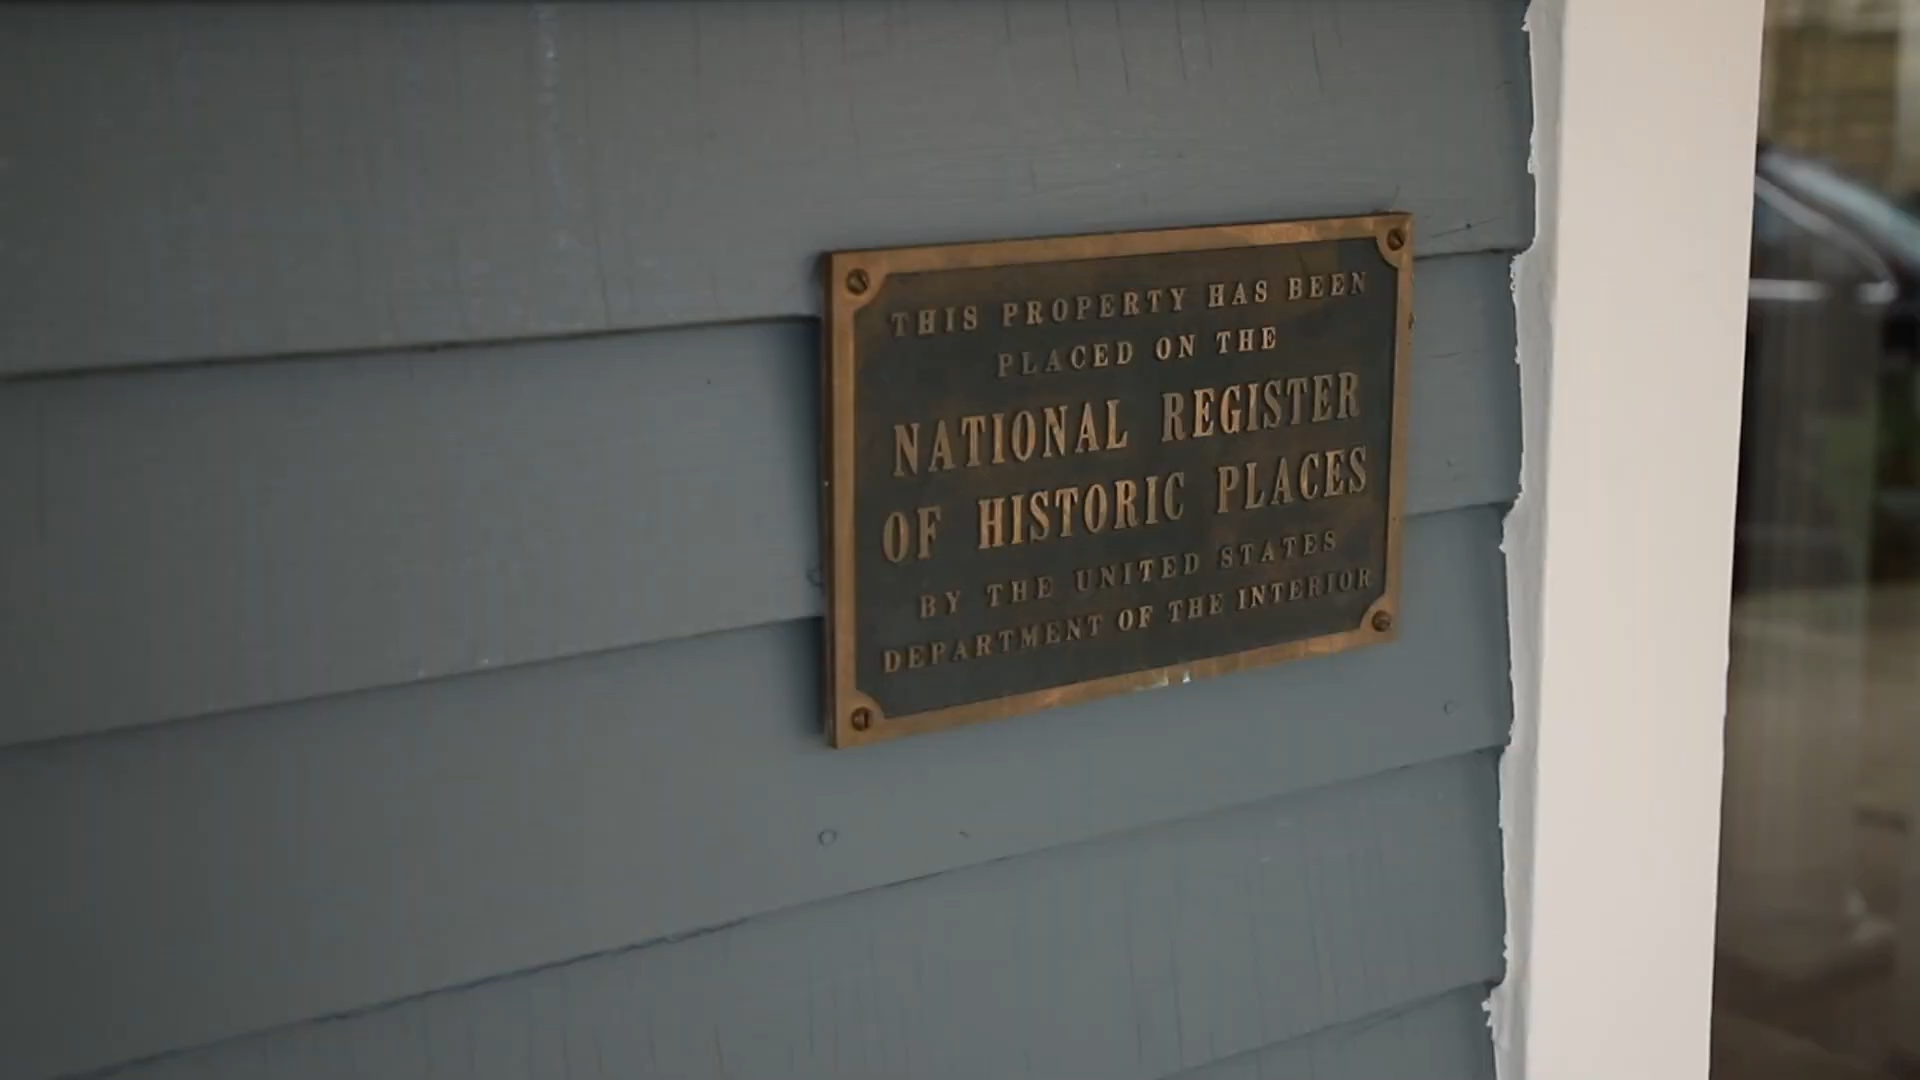 THIS PROPERTY HAS BEEN
PLACED ON THE
NATIONAL REGISTER
OF HISTORIC PLACES
BY THE UNITED STATES
DEPARTMENT OF THE INTERIOR